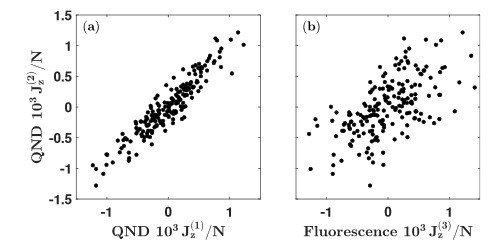 (a)
(b)
1.5
1
0.5
0
-0.5
-1
-1.5
QND 10³ J_z^(2)/N
-1 0 1
-1 0 1
QND 10³ J_z^(1)/N
Fluorescence 10³ J_z^(3)/N